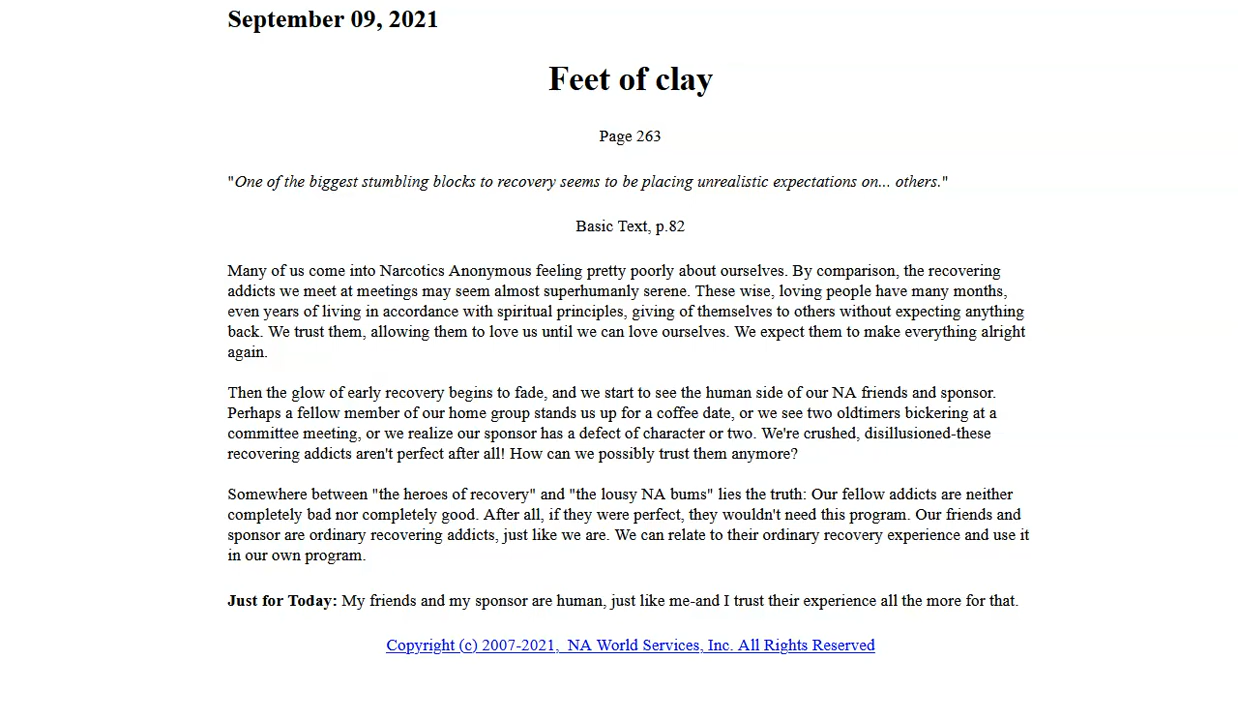 September 09, 2021
Feet of clay
Page 263
"One of the biggest stumbling blocks to recovery seems to be placing unrealistic expectations on... others."
Basic Text, p.82
Many of us come into Narcotics Anonymous feeling pretty poorly about ourselves. By comparison, the recovering
addicts we meet at meetings may seem almost superhumanly serene. These wise, loving people have many months,
even years of living in accordance with spiritual principles, giving of themselves to others without expecting anything
back. We trust them, allowing them to love us until we can love ourselves. We expect them to make everything alright
again.
Then the glow of early recovery begins to fade, and we start to see the human side of our NA friends and sponsor.
Perhaps a fellow member of our home group stands us up for a coffee date, or we see two oldtimers bickering at a
committee meeting, or we realize our sponsor has a defect of character or two. We're crushed, disillusioned-these
recovering addicts aren't perfect after all! How can we possibly trust them anymore?
Somewhere between "the heroes of recovery" and "the lousy NA bums" lies the truth: Our fellow addicts are neither
completely bad nor completely good. After all, if they were perfect, they wouldn't need this program. Our friends and
sponsor are ordinary recovering addicts, just like we are. We can relate to their ordinary recovery experience and use it
in our own program.
Just for Today: My friends and my sponsor are human, just like me-and I trust their experience all the more for that.
Copyright (c) 2007-2021, NA World Services, Inc. All Rights Reserved